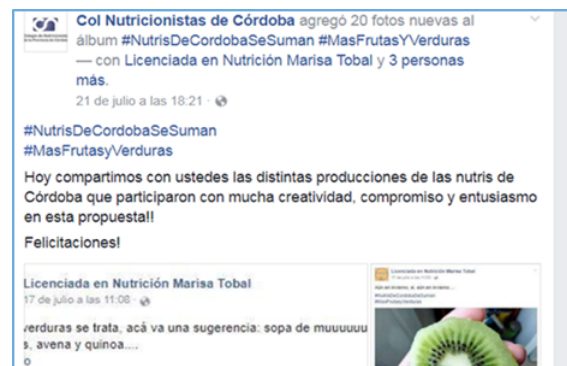 Col Nutricionistas de Córdoba agregó 20 fotos nuevas al
álbum #NutrisDeCordobaSeSuman #MasFrutasYVerduras
— con Licenciada en Nutrición Marisa Tobal y 3 personas
más.
21 de julio a las 18:21 ·
#NutrisDeCordobaSeSuman
#MasFrutasyVerduras
Hoy compartimos con ustedes las distintas producciones de las nutris de
Córdoba que participaron con mucha creatividad, compromiso y entusiasmo
en esta propuesta!!
Felicitaciones!
Licenciada en Nutrición Marisa Tobal
17 de julio a las 11:08 ·
verduras se trata, acá va una sugerencia: sopa de muuuuuu
s, avena y quinoa....
o
Licenciada en Nutrición Marisa Tobal
#NutrisDeCordobaSeSuman
#MasFrutasyVerduras